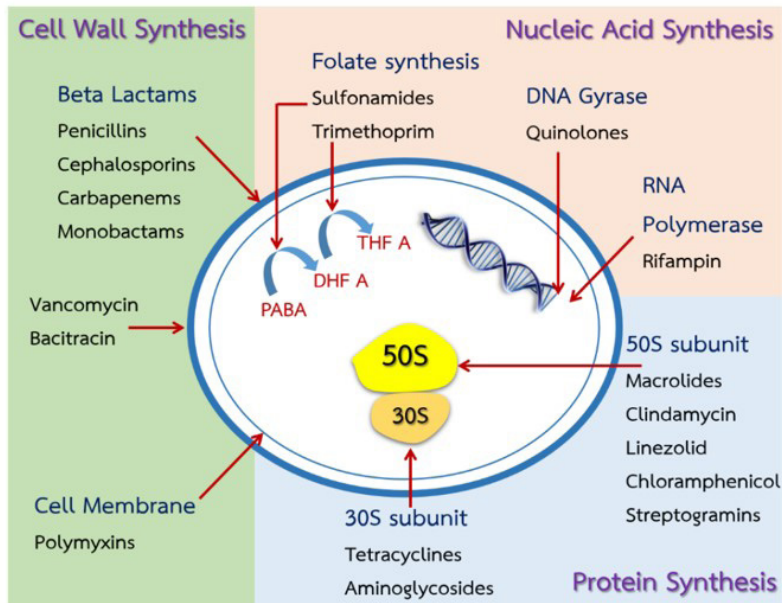 Cell Wall Synthesis
Nucleic Acid Synthesis
Beta Lactams
Penicillins
Cephalosporins
Carbapenems
Monobactams
Vancomycin
Bacitracin
Cell Membrane
Polymyxins
Folate synthesis
Sulfonamides
Trimethoprim
PABA
DHF A
THF A
DNA Gyrase
Quinolones
RNA
Polymerase
Rifampin
50S
30S
50S subunit
Macrolides
Clindamycin
Linezolid
Chloramphenicol
Streptogramins
30S subunit
Tetracyclines
Aminoglycosides
Protein Synthesis